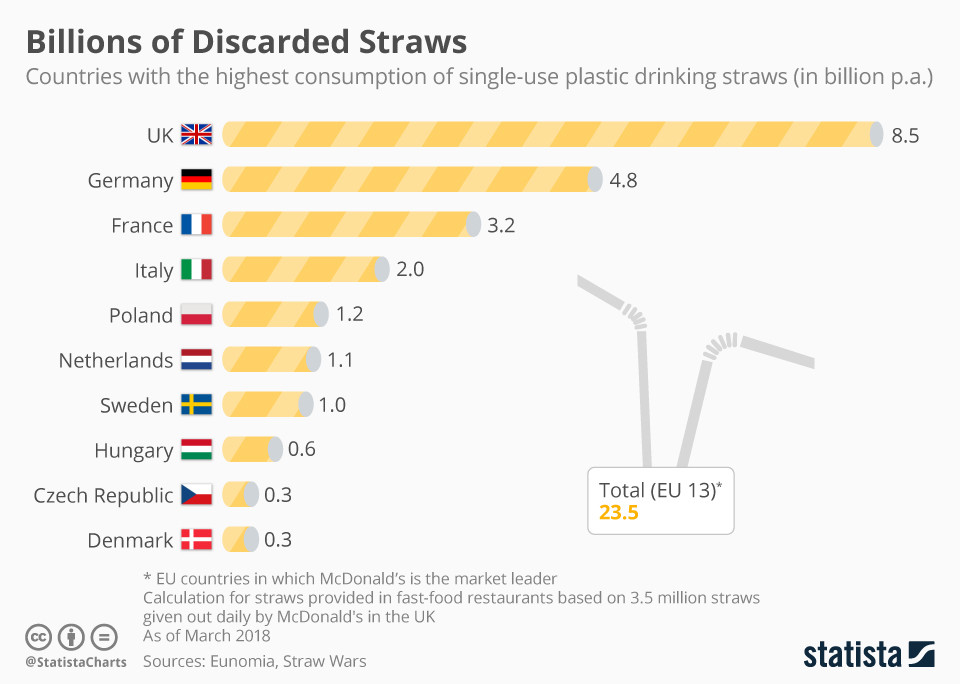 Billions of Discarded Straws
Countries with the highest consumption of single-use plastic drinking straws (in billion p.a.)
UK 8.5
Germany 4.8
France 3.2
Italy 2.0
Poland 1.2
Netherlands 1.1
Sweden 1.0
Hungary 0.6
Czech Republic 0.3
Denmark 0.3
Total (EU 13)*
23.5
* EU countries in which McDonald's is the market leader
Calculation for straws provided in fast-food restaurants based on 3.5 million straws
given out daily by McDonald's in the UK
As of March 2018
Sources: Eunomia, Straw Wars
cc
@StatistaCharts
statista